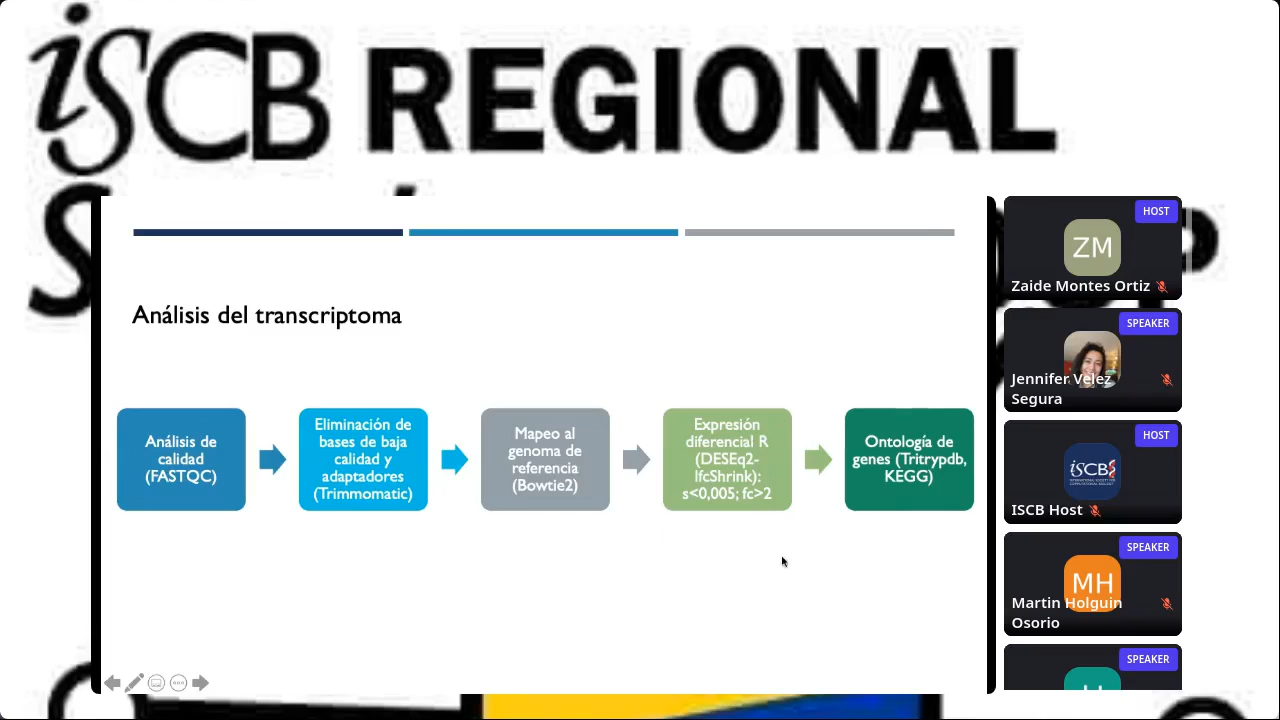 iSCB REGIONAL
Análisis del transcriptoma
Análisis de
calidad
(FASTQC)
Eliminación de
bases de baja
calidad y
adaptadores
(Trimmomatic)
Mapeo al
genoma de
referencia
(Bowtie2)
Expresión
diferencial R
(DESEq2-
lfcShrink):
s<0,005; fc>2
Ontología de
genes (Tritrypdb,
KEGG)
HOST
ZM
Zaide Montes Ortiz
SPEAKER
Jennifer Velez
Segura
HOST
iSCB
ISCB Host
SPEAKER
MH
Martin Holguin
Osorio
SPEAKER